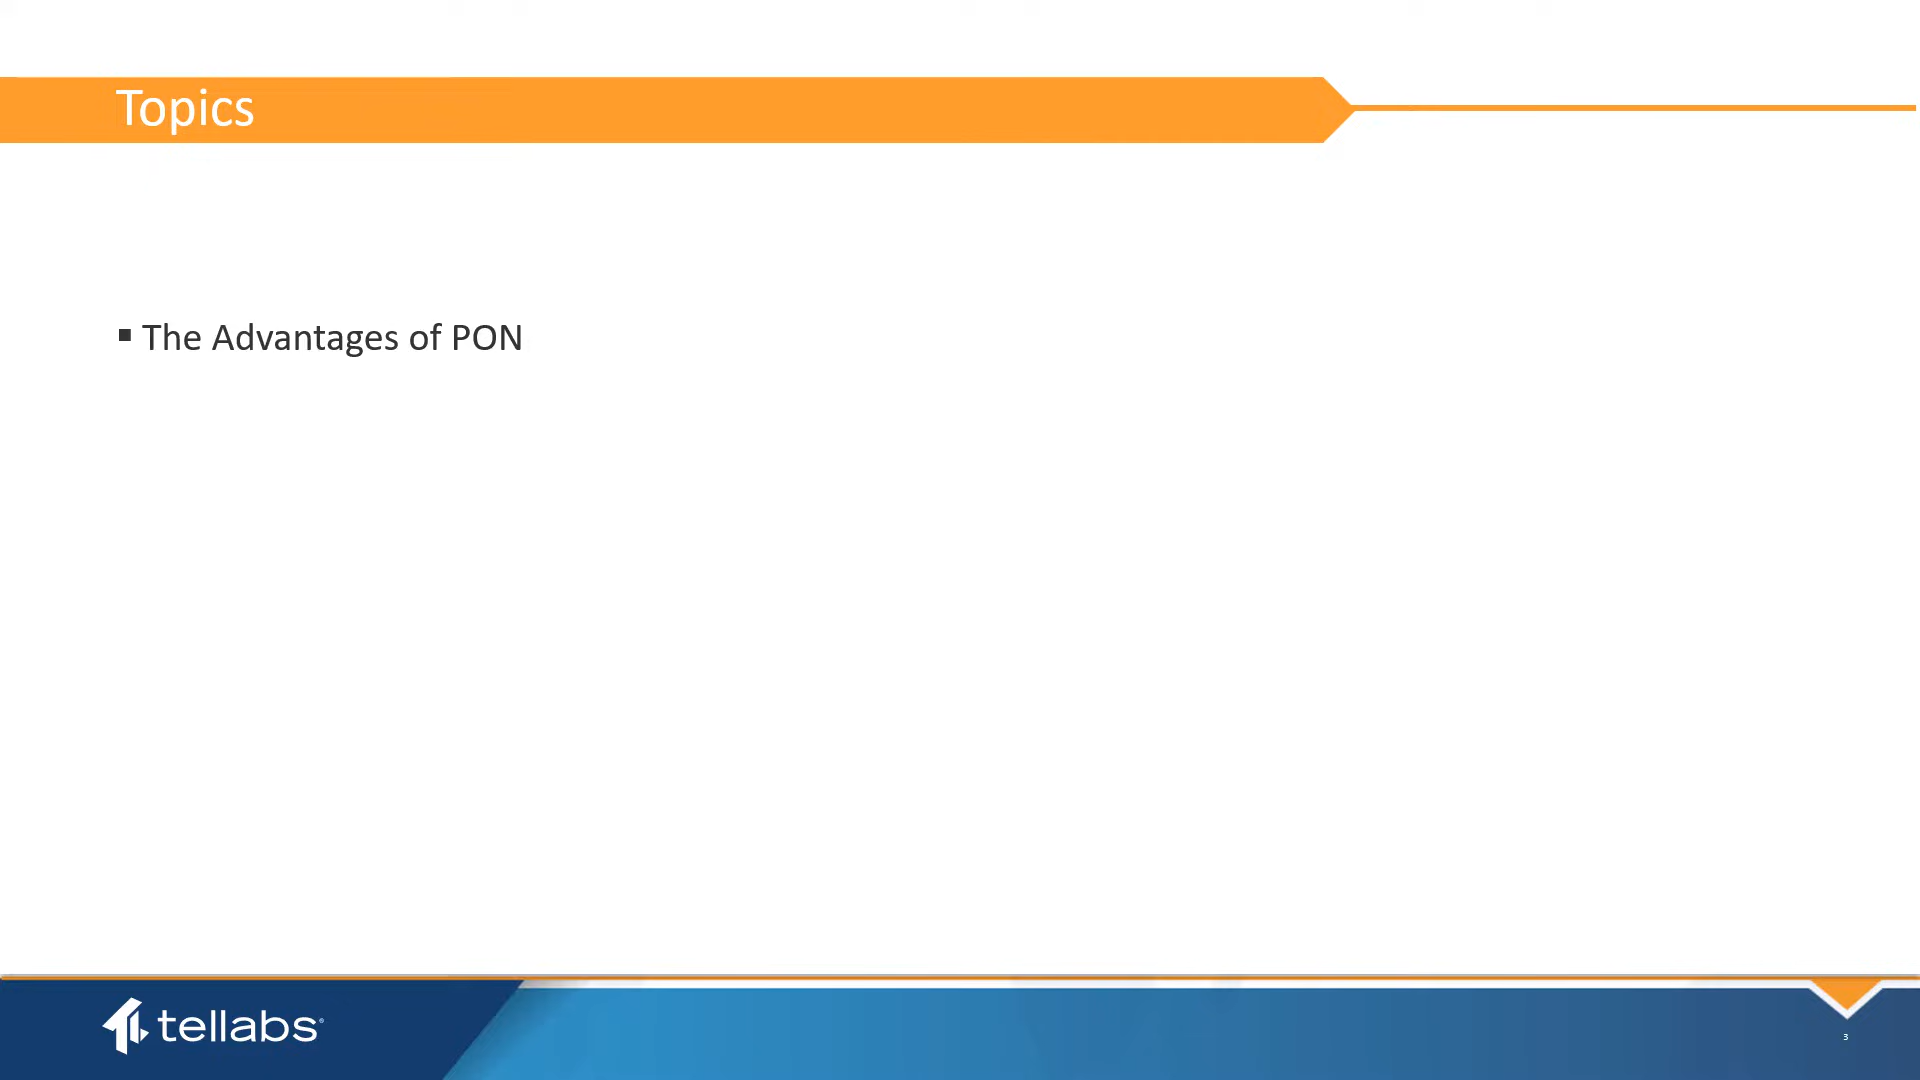 Topics
▪ The Advantages of PON
tellabs®
3